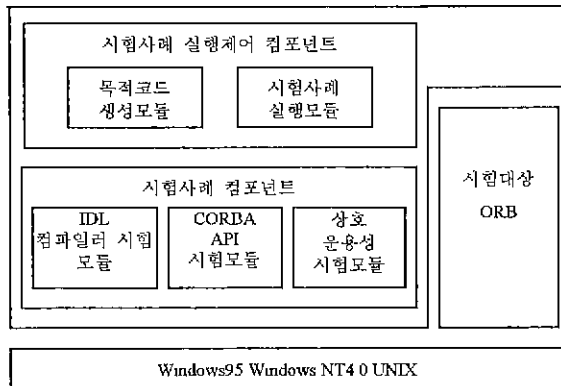 시험사례 실행제어 컴포넌트
목적코드
생성모듈
시험사례
실행모듈
시험사례 컴포넌트
IDL
컴파일러 시험
모듈
CORBA
API
시험모듈
상호
운용성
시험모듈
시험대상
ORB
Windows95 Windows NT4 0 UNIX